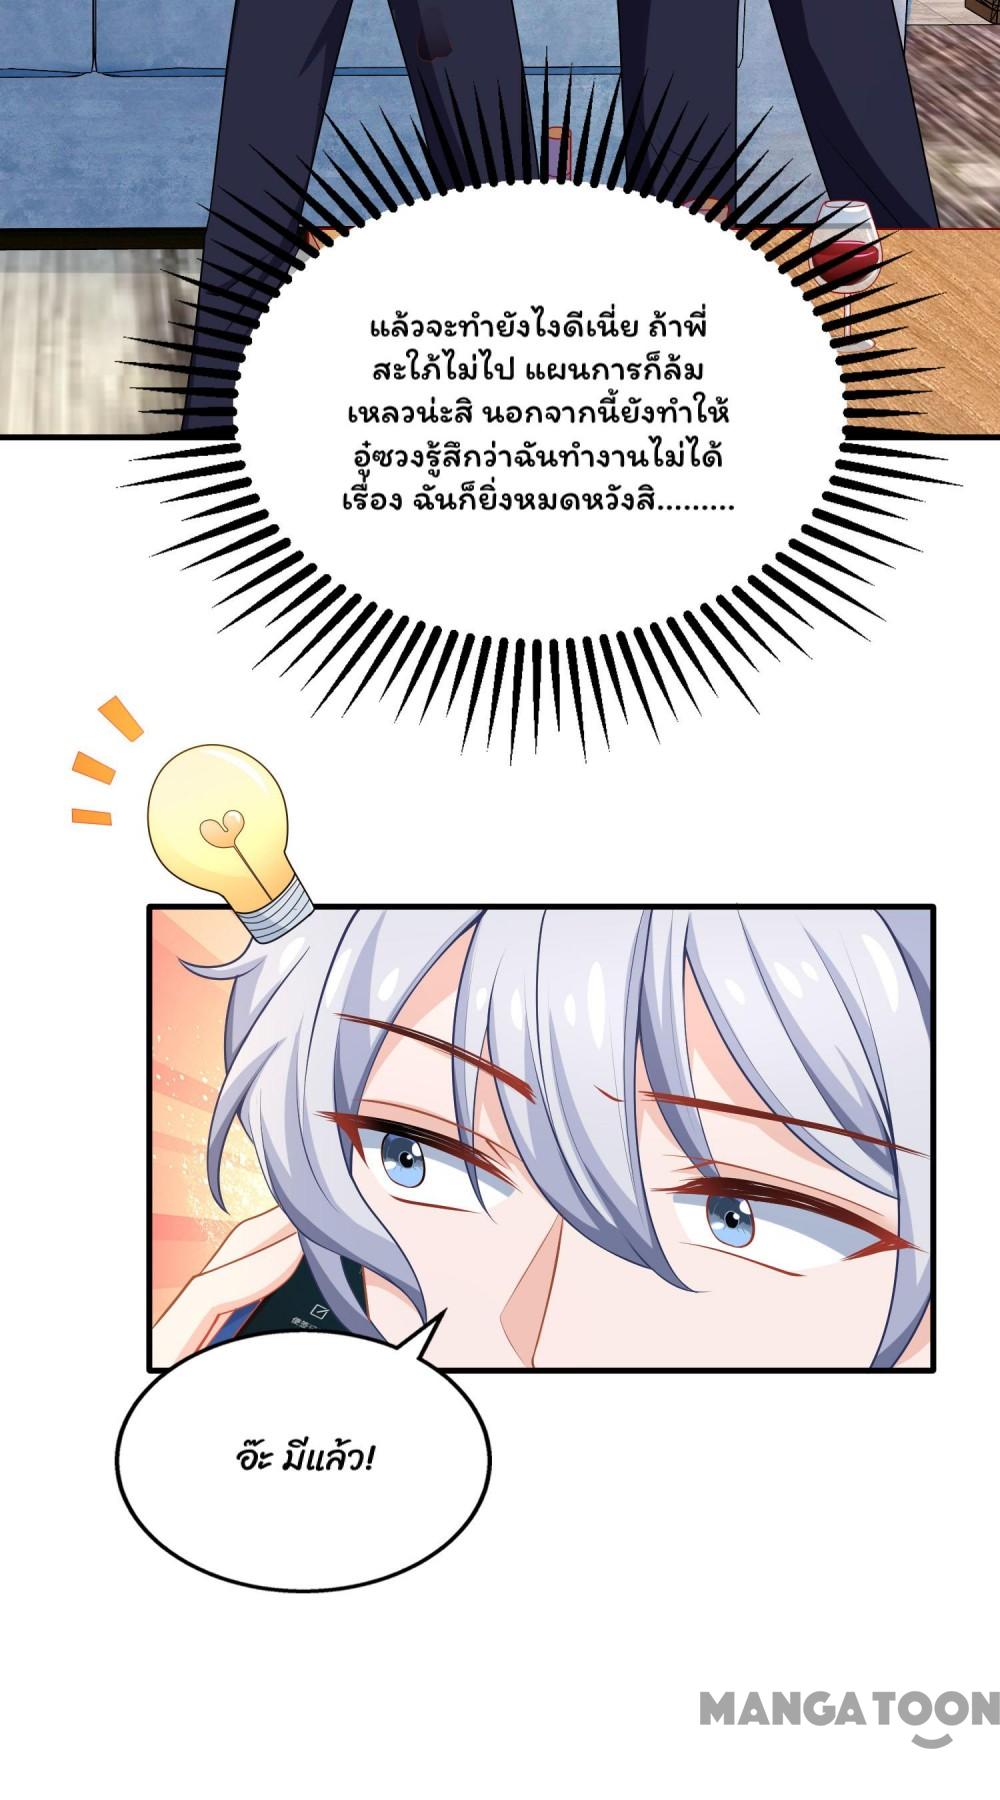 แล้วจะทำยังไงดีเนี่ย ถ้าพี่
สะใภ้ไม่ไป แผนการก็ล้ม
เหลวน่ะสิ นอกจากนี้ยังทำให้
อู๋ซวงรู้สึกว่าฉันทำงานไม่ได้
เรื่อง ฉันก็ยิ่งหมดหวังสิ.........
อ๊ะ มีแล้ว!
MANGATOON